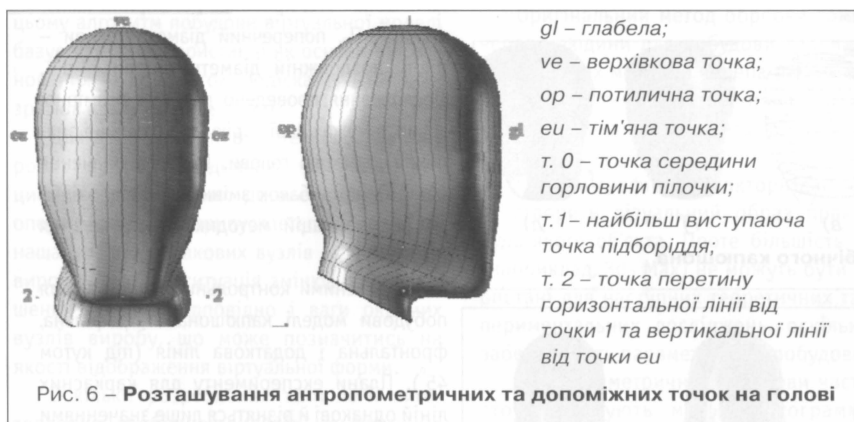 ve
eu
eu
op
gl
2
2
gl – глабела;
ve – верхівкова точка;
op – потилична точка;
eu – тім'яна точка;
т. 0 – точка середини
горловини пілочки;
т.1– найбільш виступаюча
точка підборіддя;
т. 2 – точка перетину
горизонтальної лінії від
точки 1 та вертикальної лінії
від точки eu
Рис. 6 – Розташування антропометричних та допоміжних точок на голові